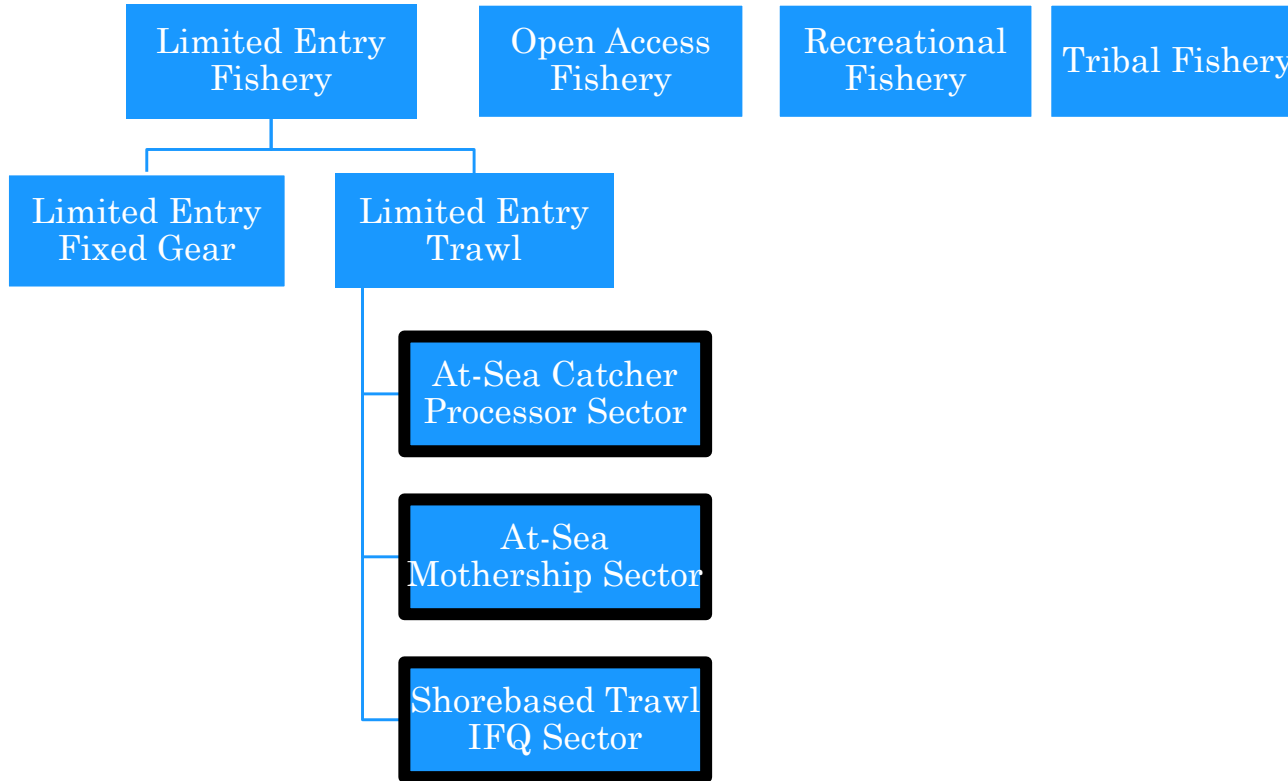 Limited Entry
Fishery
Open Access
Fishery
Recreational
Fishery
Tribal Fishery
Limited Entry
Fixed Gear
Limited Entry
Trawl
At-Sea Catcher
Processor Sector
At-Sea
Mothership Sector
Shorebased Trawl
IFQ Sector